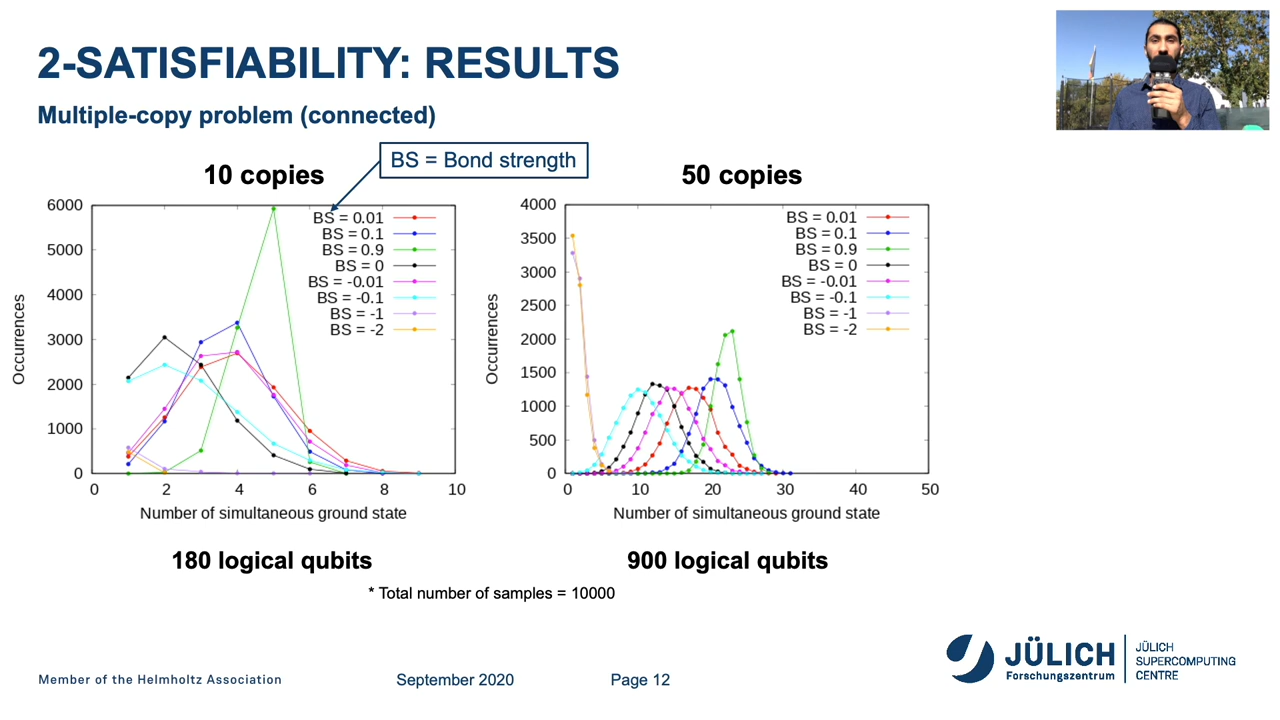 2-SATISFIABILITY: RESULTS
Multiple-copy problem (connected)
BS = Bond strength
10 copies
Occurrences
6000
5000
4000
3000
2000
1000
0
BS = 0.01
BS = 0.1
BS = 0.9
BS = 0
BS = -0.01
BS = -0.1
BS = -1
BS = -2
0 2 4 6 8 10
Number of simultaneous ground state
180 logical qubits
50 copies
Occurrences
4000
3500
3000
2500
2000
1500
1000
500
0
BS = 0.01
BS = 0.1
BS = 0.9
BS = 0
BS = -0.01
BS = -0.1
BS = -1
BS = -2
0 10 20 30 40 50
Number of simultaneous ground state
900 logical qubits
* Total number of samples = 10000
Member of the Helmholtz Association
September 2020
Page 12
JÜLICH
Forschungszentrum
JÜLICH
SUPERCOMPUTING
CENTRE